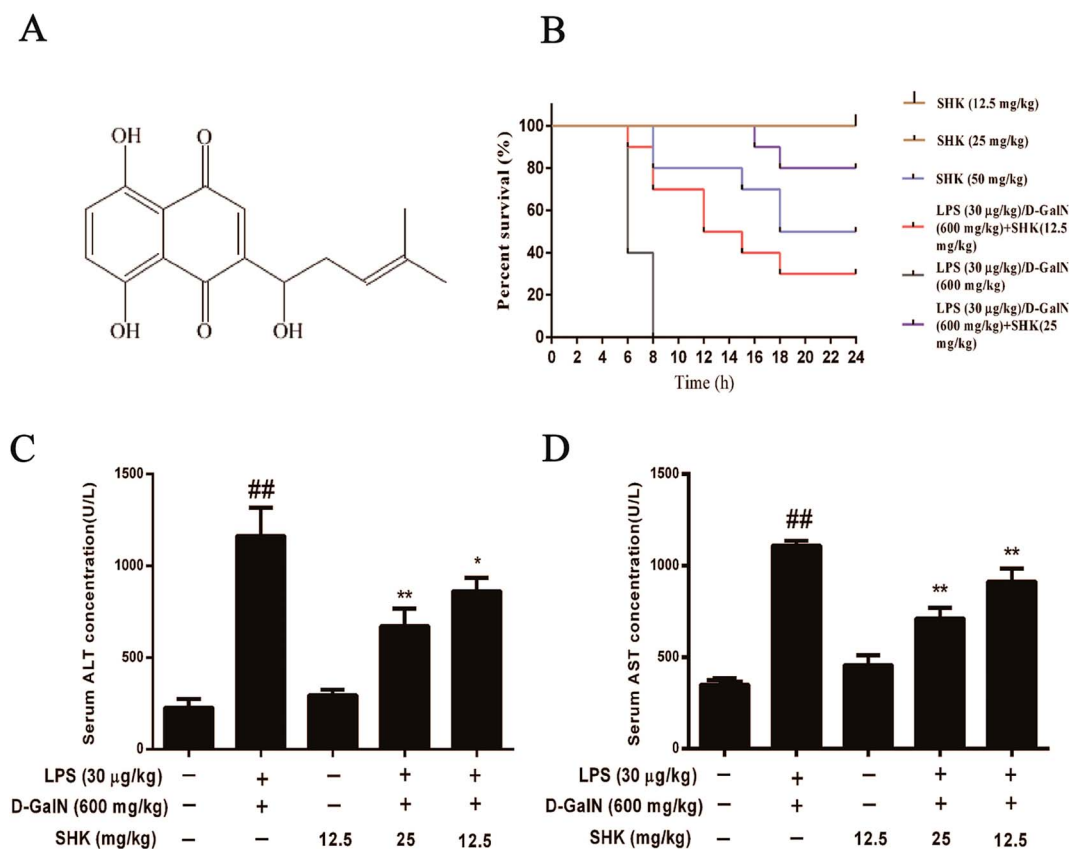 A
OH
O
OH
O
OH
B
Percent survival (%)
100
80
60
40
20
0
0 2 4 6 8 10 12 14 16 18 20 22 24
Time (h)
SHK (12.5 mg/kg)
SHK (25 mg/kg)
SHK (50 mg/kg)
LPS (30 μg/kg)/D-GalN
(600 mg/kg)+SHK(12.5
mg/kg)
LPS (30 μg/kg)/D-GalN
(600 mg/kg)
LPS (30 μg/kg)/D-GalN
(600 mg/kg)+SHK(25
mg/kg)
C
Serum ALT concentration(U/L)
1500
1000
500
0
##
**
*
LPS (30 μg/kg) – + – + +
D-GalN (600 mg/kg) – + – + +
SHK (mg/kg) – – 12.5 25 12.5
D
Serum AST concentration(U/L)
1500
1000
500
0
##
**
**
LPS (30 μg/kg) – + – + +
D-GalN (600 mg/kg) – + – + +
SHK (mg/kg) – – 12.5 25 12.5